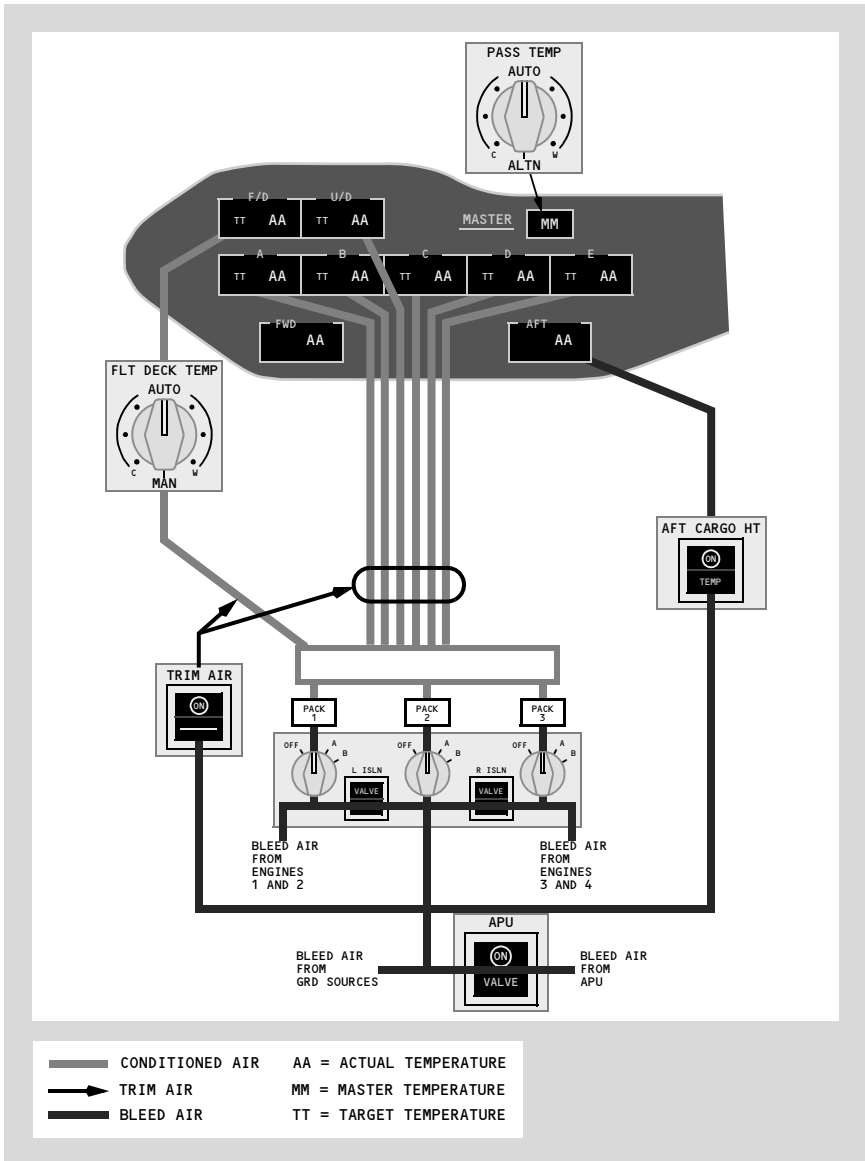 PASS TEMP
AUTO
C W
ALTN
F/D U/D
TT AA TT AA
MASTER MM
A B C D E
TT AA TT AA TT AA TT AA TT AA
FWD AFT
AA AA
FLT DECK TEMP
AUTO
C W
MAN
AFT CARGO HT
ON
TEMP
TRIM AIR
ON
PACK
1
PACK
2
PACK
3
OFF A
B
OFF A
B
OFF A
B
L ISLN
VALVE
R ISLN
VALVE
BLEED AIR
FROM
ENGINES
1 AND 2
BLEED AIR
FROM
ENGINES
3 AND 4
APU
ON
VALVE
BLEED AIR
FROM
GRD SOURCES
BLEED AIR
FROM
APU
CONDITIONED AIR
TRIM AIR
BLEED AIR
AA = ACTUAL TEMPERATURE
MM = MASTER TEMPERATURE
TT = TARGET TEMPERATURE